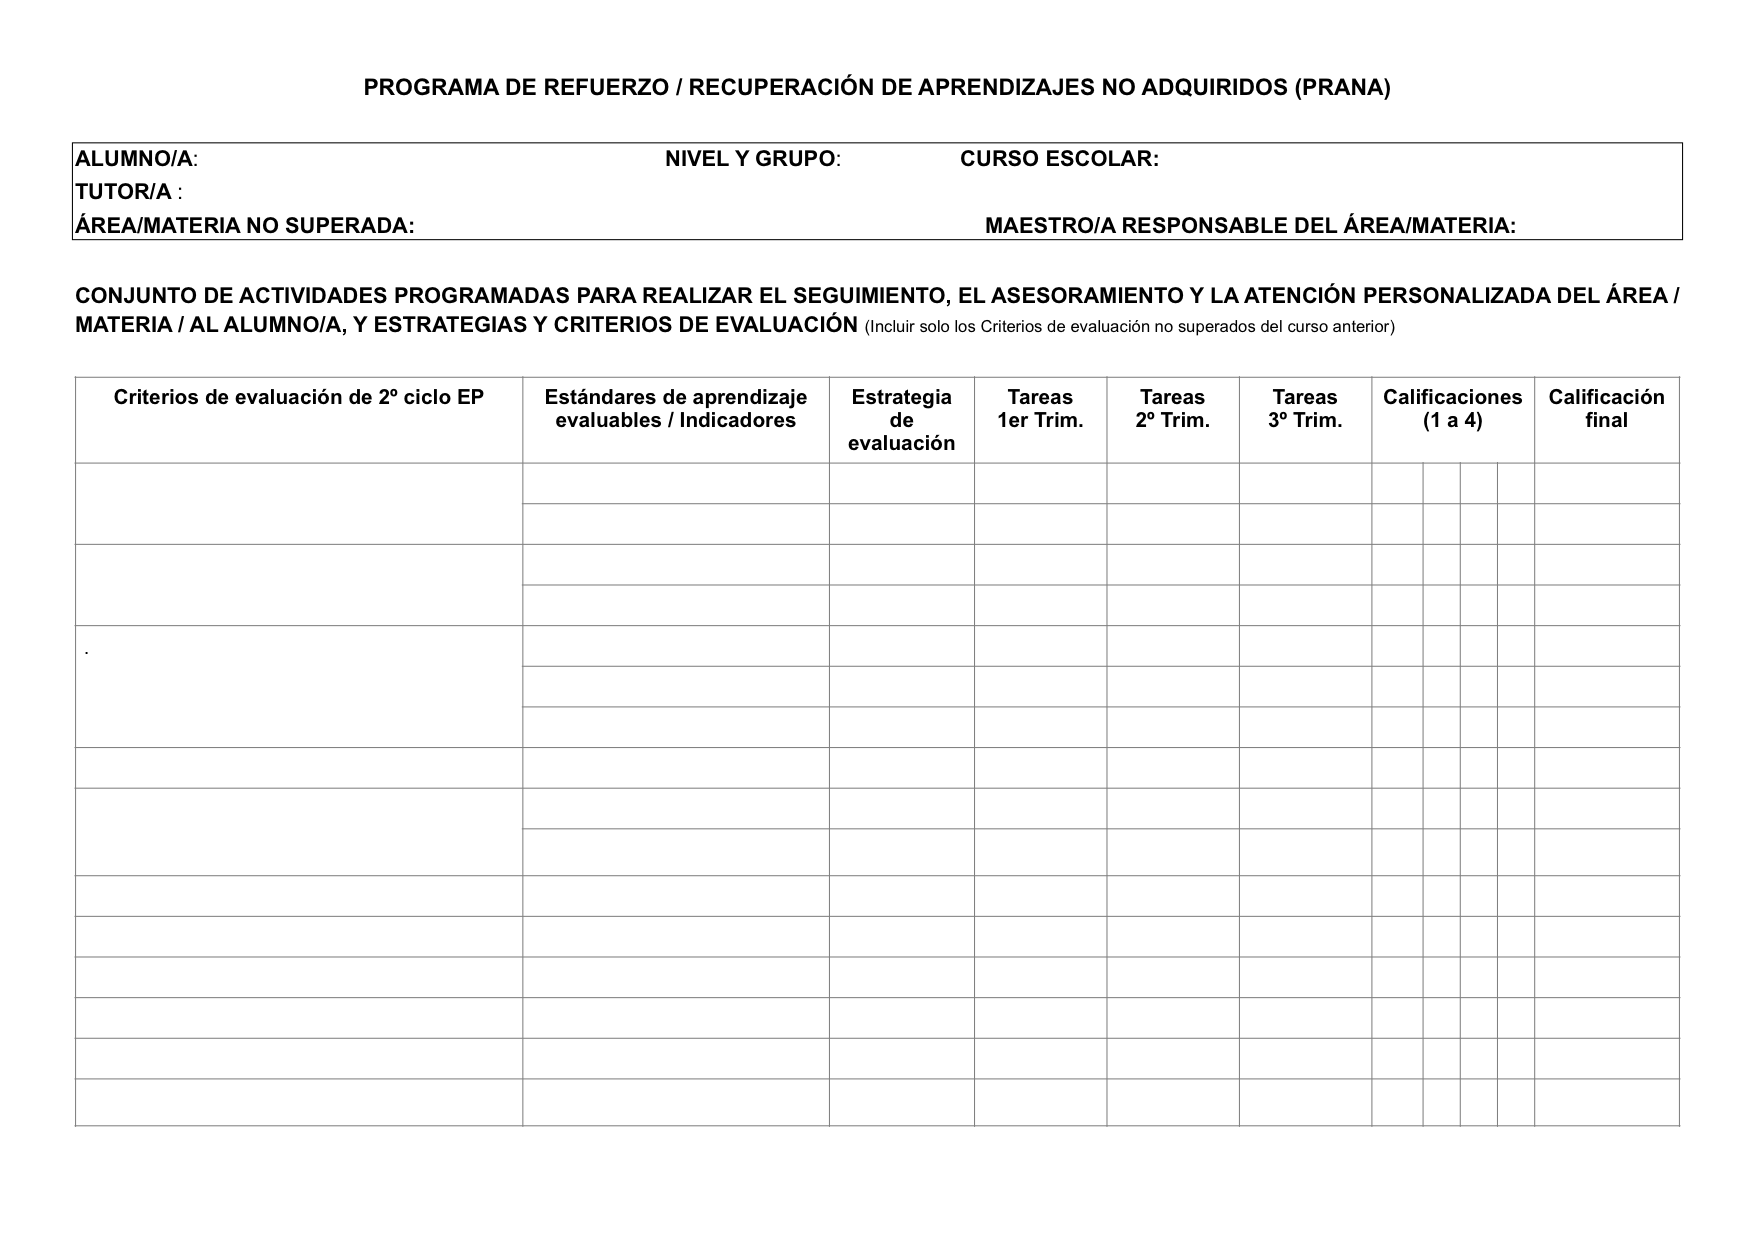 PROGRAMA DE REFUERZO / RECUPERACIÓN DE APRENDIZAJES NO ADQUIRIDOS (PRANA)
ALUMNO/A: NIVEL Y GRUPO: CURSO ESCOLAR:
TUTOR/A :
ÁREA/MATERIA NO SUPERADA: MAESTRO/A RESPONSABLE DEL ÁREA/MATERIA:
CONJUNTO DE ACTIVIDADES PROGRAMADAS PARA REALIZAR EL SEGUIMIENTO, EL ASESORAMIENTO Y LA ATENCIÓN PERSONALIZADA DEL ÁREA /
MATERIA / AL ALUMNO/A, Y ESTRATEGIAS Y CRITERIOS DE EVALUACIÓN (Incluir solo los Criterios de evaluación no superados del curso anterior)
Criterios de evaluación de 2º ciclo EP
Estándares de aprendizaje
evaluables / Indicadores
Estrategia
de
evaluación
Tareas
1er Trim.
Tareas
2º Trim.
Tareas
3º Trim.
Calificaciones
(1 a 4)
Calificación
final
.